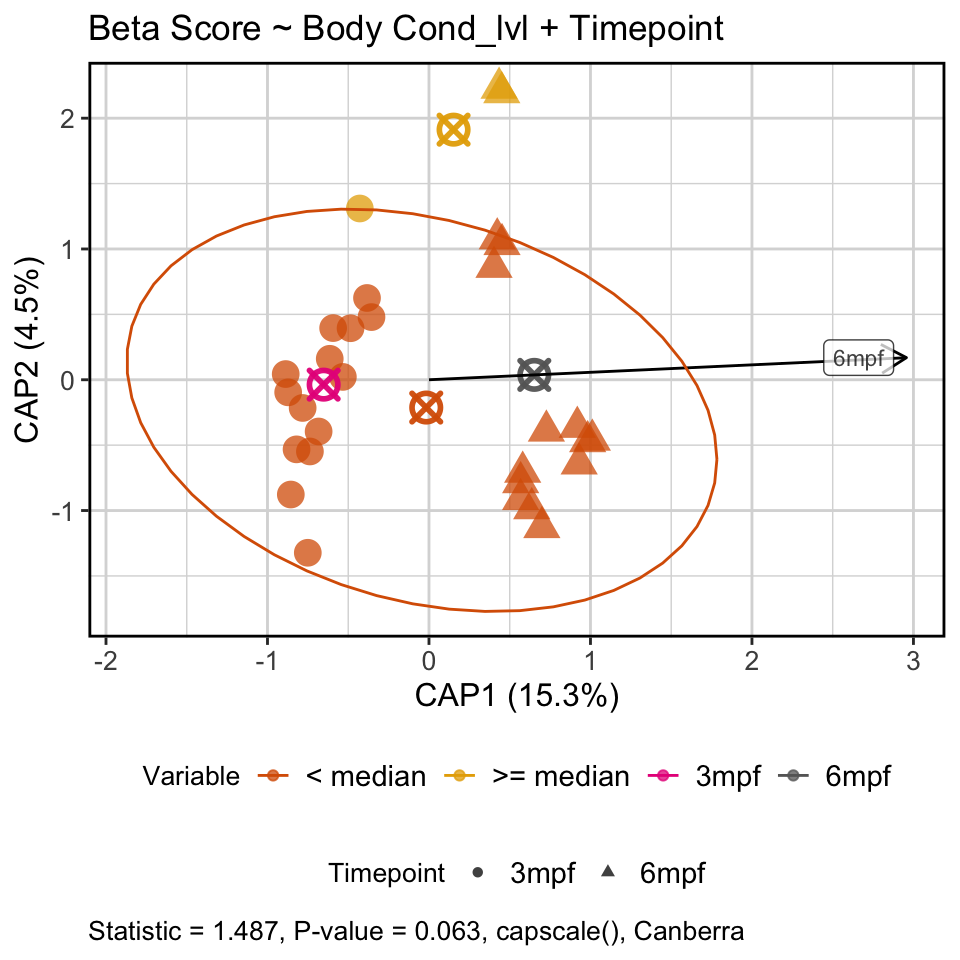 Beta Score ~ Body Cond_lvl + Timepoint
CAP2 (4.5%)
2
1
0
-1
6mpf
-2 -1 0 1 2 3
CAP1 (15.3%)
Variable < median >= median 3mpf 6mpf
Timepoint 3mpf 6mpf
Statistic = 1.487, P-value = 0.063, capscale(), Canberra